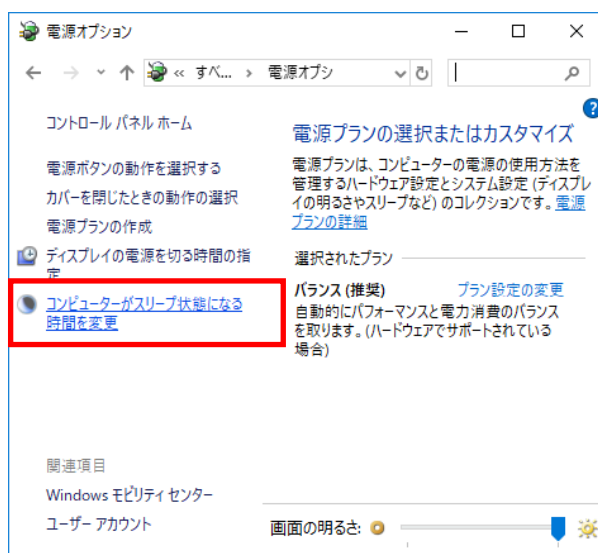 電源オプション
« すべ... › 電源オプシ
コントロール パネル ホーム
電源ボタンの動作を選択する
カバーを閉じたときの動作の選択
電源プランの作成
ディスプレイの電源を切る時間の指
定
コンピューターがスリープ状態になる
時間を変更
関連項目
Windows モビリティ センター
ユーザー アカウント
?
電源プランの選択またはカスタマイズ
電源プランは、コンピューターの電源の使用方法を
管理するハードウェア設定とシステム設定 (ディスプレ
イの明るさやスリープなど) のコレクションです。電源
プランの詳細
選択されたプラン
バランス (推奨) プラン設定の変更
自動的にパフォーマンスと電力消費のバランス
を取ります。(ハードウェアでサポートされている
場合)
画面の明るさ: